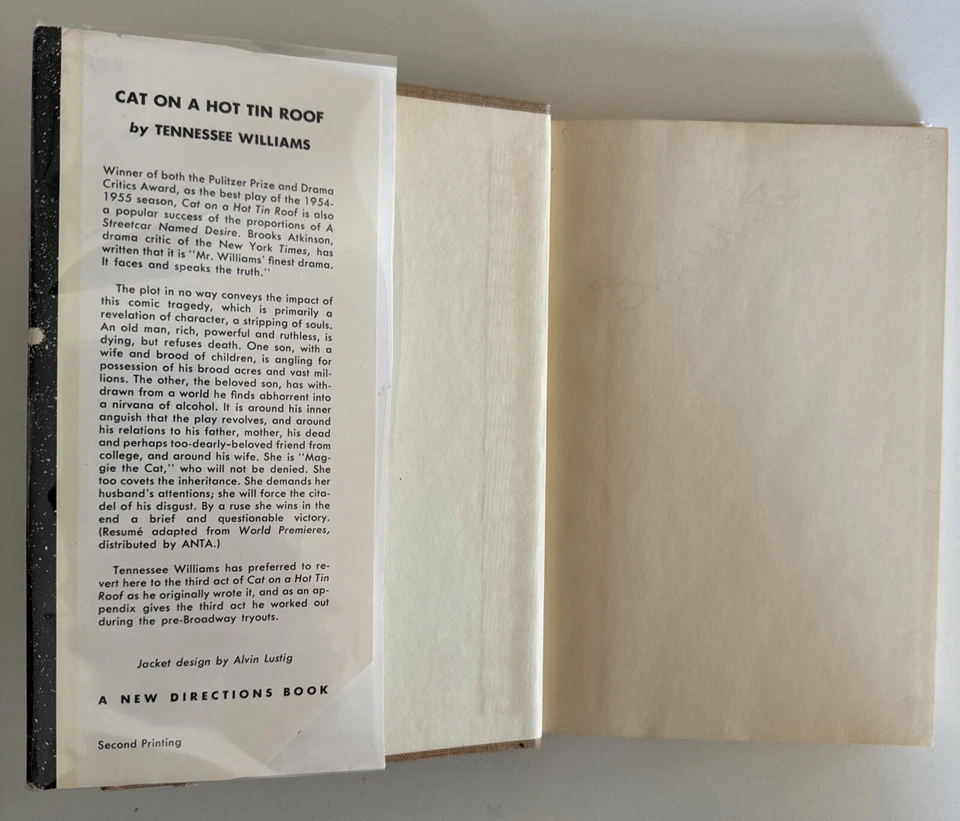 CAT ON A HOT TIN ROOF
by TENNESSEE WILLIAMS
Winner of both the Pulitzer Prize and Drama
Critics Award, as the best play of the 1954-
1955 season, Cat on a Hot Tin Roof is also
a popular success of the proportions of A
Streetcar Named Desire. Brooks Atkinson,
drama critic of the New York Times, has
written that it is "Mr. Williams' finest drama.
It faces and speaks the truth."
The plot in no way conveys the impact of
this comic tragedy, which is primarily a
revelation of character, a stripping of souls.
An old man, rich, powerful and ruthless, is
dying, but refuses death. One son, with a
wife and brood of children, is angling for
possession of his broad acres and vast mil-
lions. The other, the beloved son, has with-
drawn from a world he finds abhorrent into
a nirvana of alcohol. It is around his inner
anguish that the play revolves, and around
his relations to his father, mother, his dead
and perhaps too-dearly-beloved friend from
college, and around his wife. She is "Mag-
gie the Cat," who will not be denied. She
too covets the inheritance. She demands her
husband's attentions; she will force the cita-
del of his disgust. By a ruse she wins in the
end a brief and questionable victory.
(Resumé adapted from World Premieres,
distributed by ANTA.)
Tennessee Williams has preferred to re-
vert here to the third act of Cat on a Hot Tin
Roof as he originally wrote it, and as an ap-
pendix gives the third act he worked out
during the pre-Broadway tryouts.
Jacket design by Alvin Lustig
A NEW DIRECTIONS BOOK
Second Printing